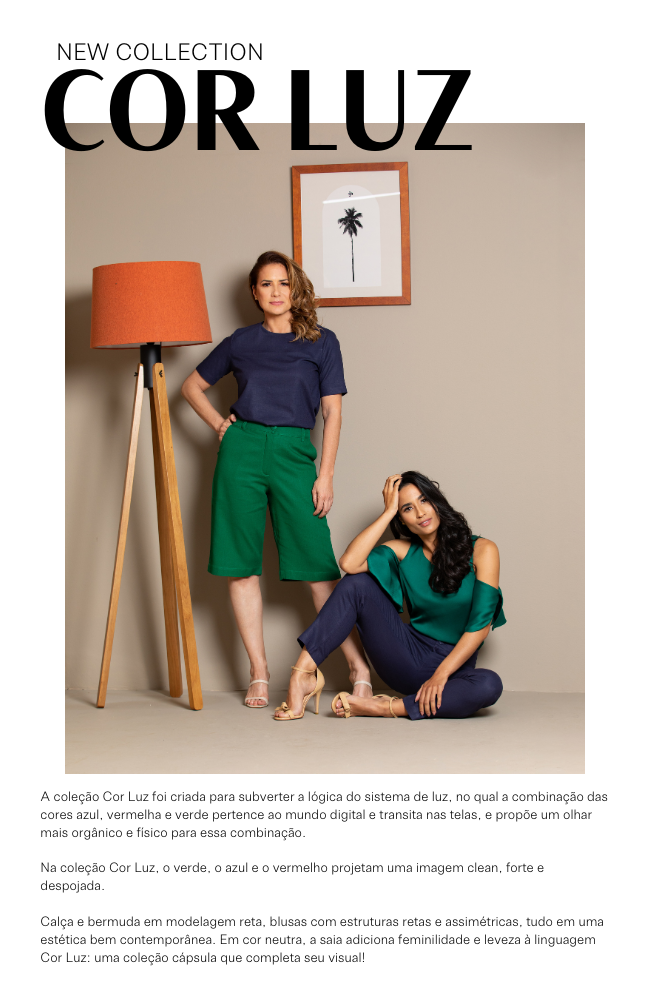 NEW COLLECTION
COR LUZ
A coleção Cor Luz foi criada para subverter a lógica do sistema de luz, no qual a combinação das
cores azul, vermelha e verde pertence ao mundo digital e transita nas telas, e propõe um olhar
mais orgânico e físico para essa combinação.
Na coleção Cor Luz, o verde, o azul e o vermelho projetam uma imagem clean, forte e
despojada.
Calça e bermuda em modelagem reta, blusas com estruturas retas e assimétricas, tudo em uma
estética bem contemporânea. Em cor neutra, a saia adiciona feminilidade e leveza à linguagem
Cor Luz: uma coleção cápsula que completa seu visual!